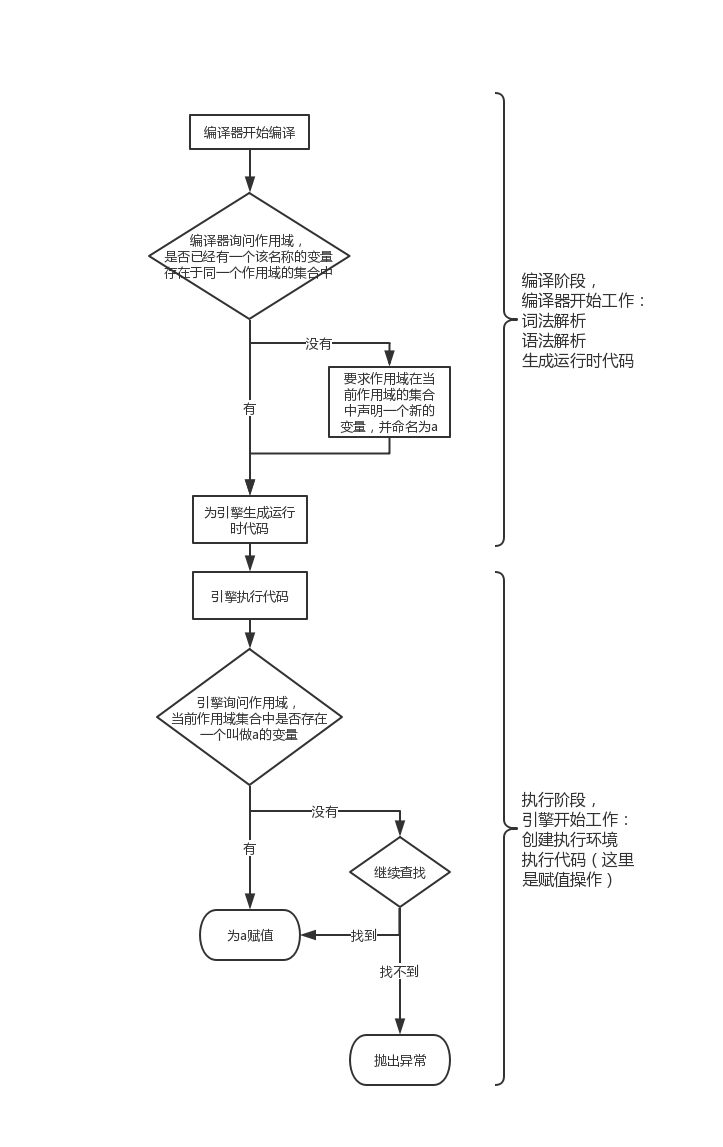 编译器开始编译
编译器询问作用域，
是否已经有一个该名称的变量
存在于同一个作用域的集合中
没有
要求作用域在当
前作用域的集合
中声明一个新的
变量，并命名为a
有
为引擎生成运行
时代码
编译阶段，
编译器开始工作：
词法解析
语法解析
生成运行时代码
引擎执行代码
引擎询问作用域，
当前作用域集合中是否存在
一个叫做a的变量
没有
有
继续查找
找到
为a赋值
找不到
抛出异常
执行阶段，
引擎开始工作：
创建执行环境
执行代码（这里
是赋值操作）